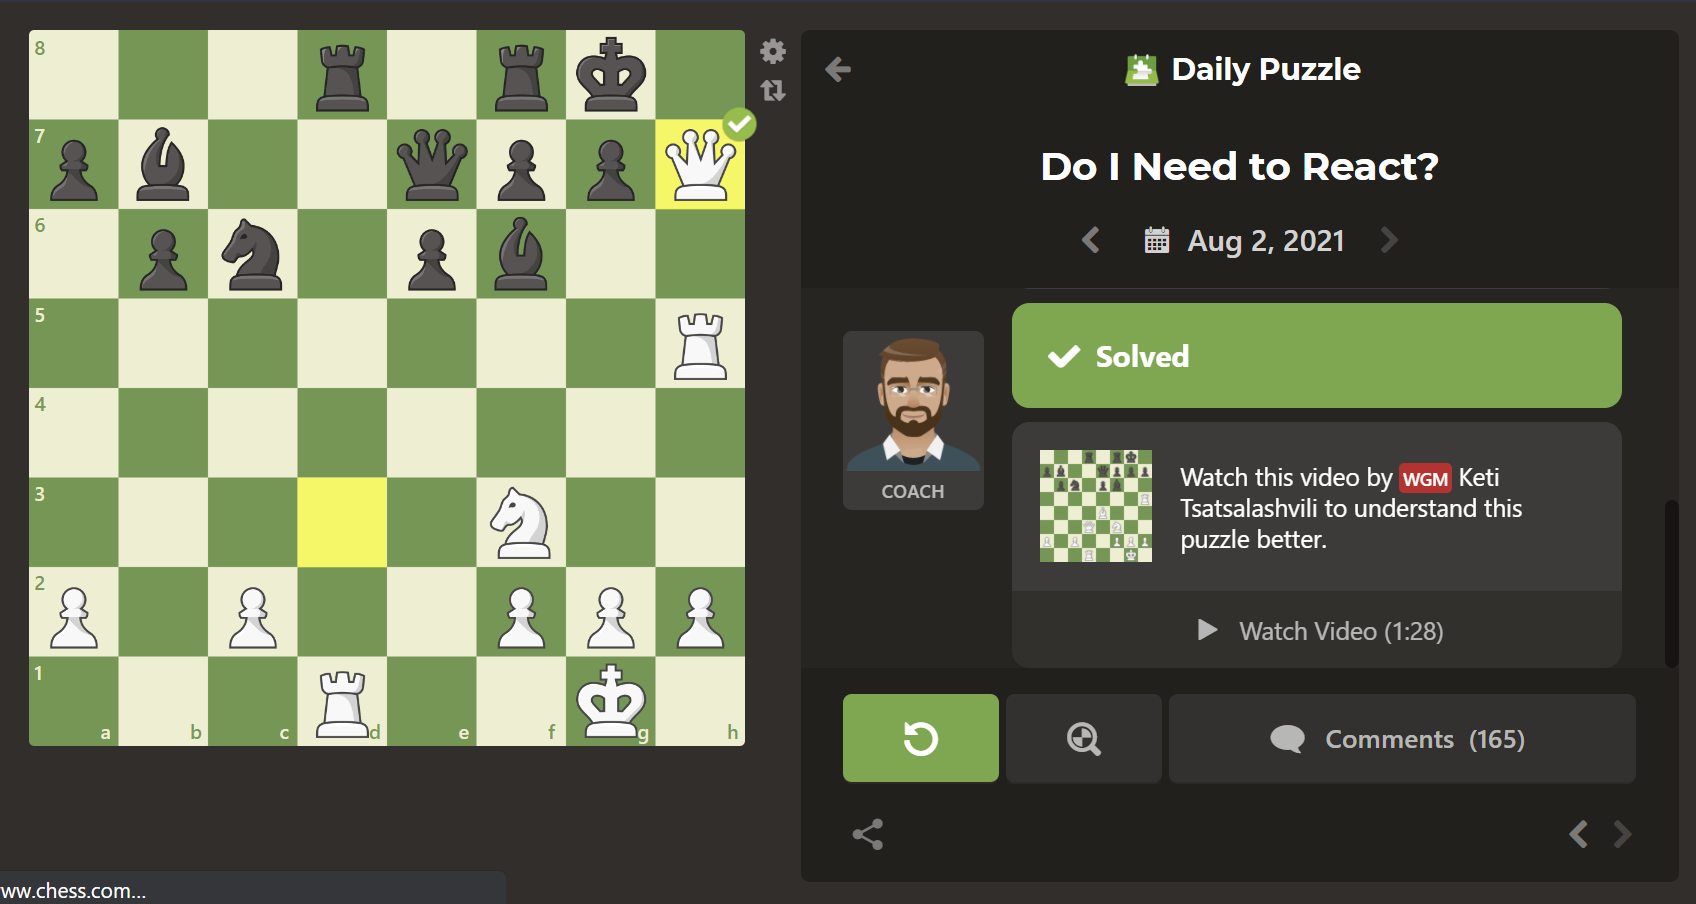 8
7
6
5
4
3
2
1
a b c d e f g h
Daily Puzzle
Do I Need to React?
Aug 2, 2021
Solved
COACH
Watch this video by WGM Keti
Tsatsalashvili to understand this
puzzle better.
Watch Video (1:28)
Comments (165)
ww.chess.com...